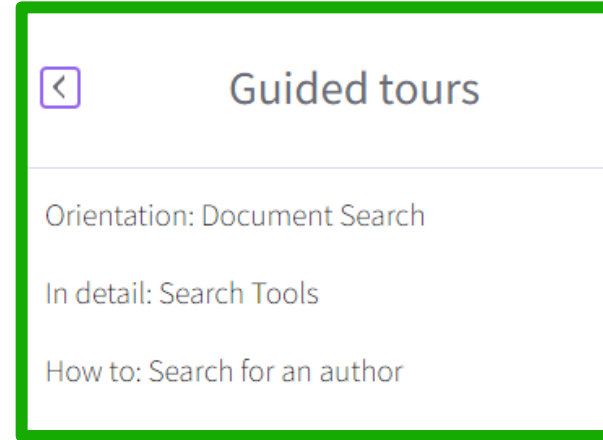 Guided tours
Orientation: Document Search
In detail: Search Tools
How to: Search for an author